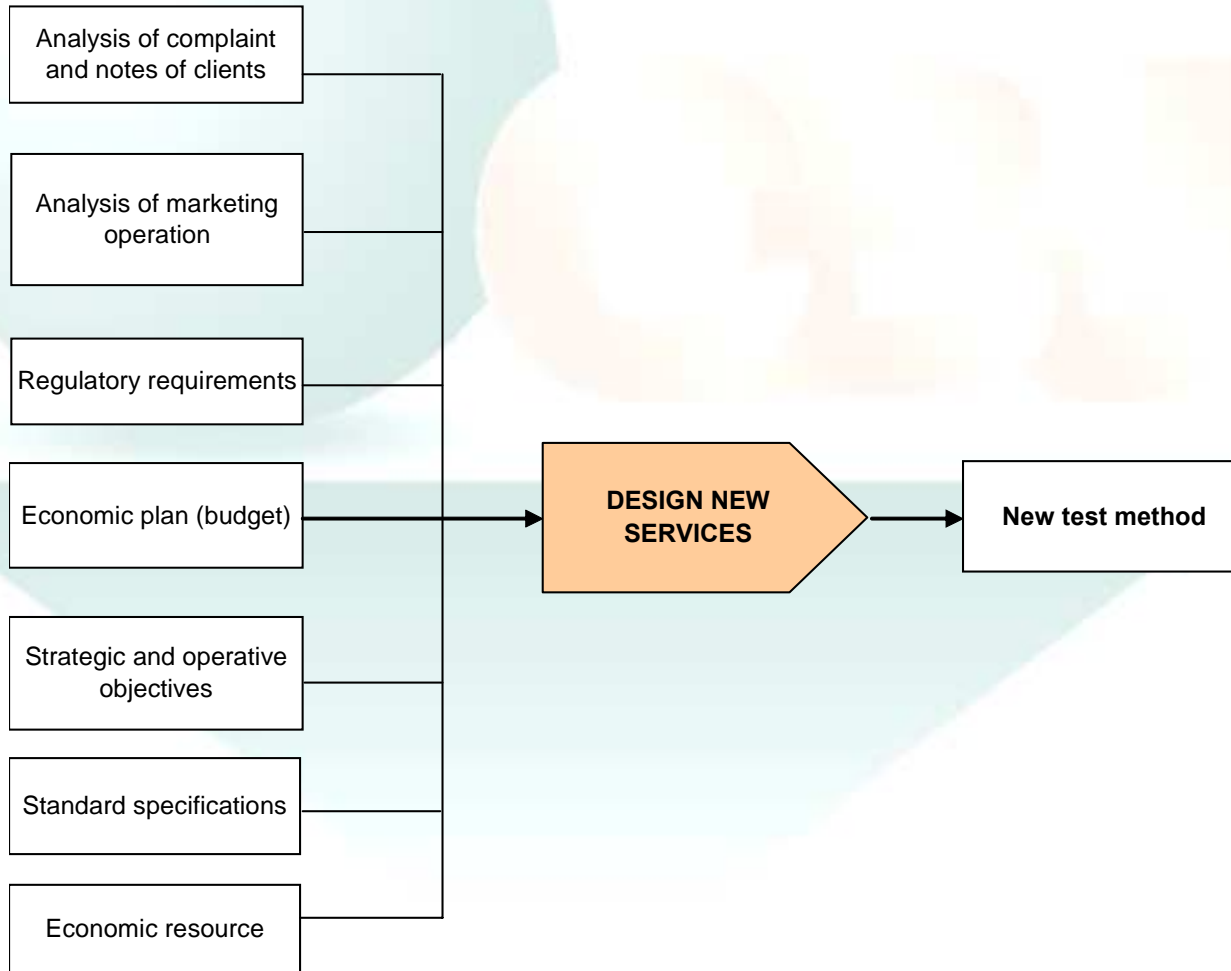 Analysis of complaint
and notes of clients
Analysis of marketing
operation
Regulatory requirements
Economic plan (budget)
DESIGN NEW
SERVICES
New test method
Strategic and operative
objectives
Standard specifications
Economic resource